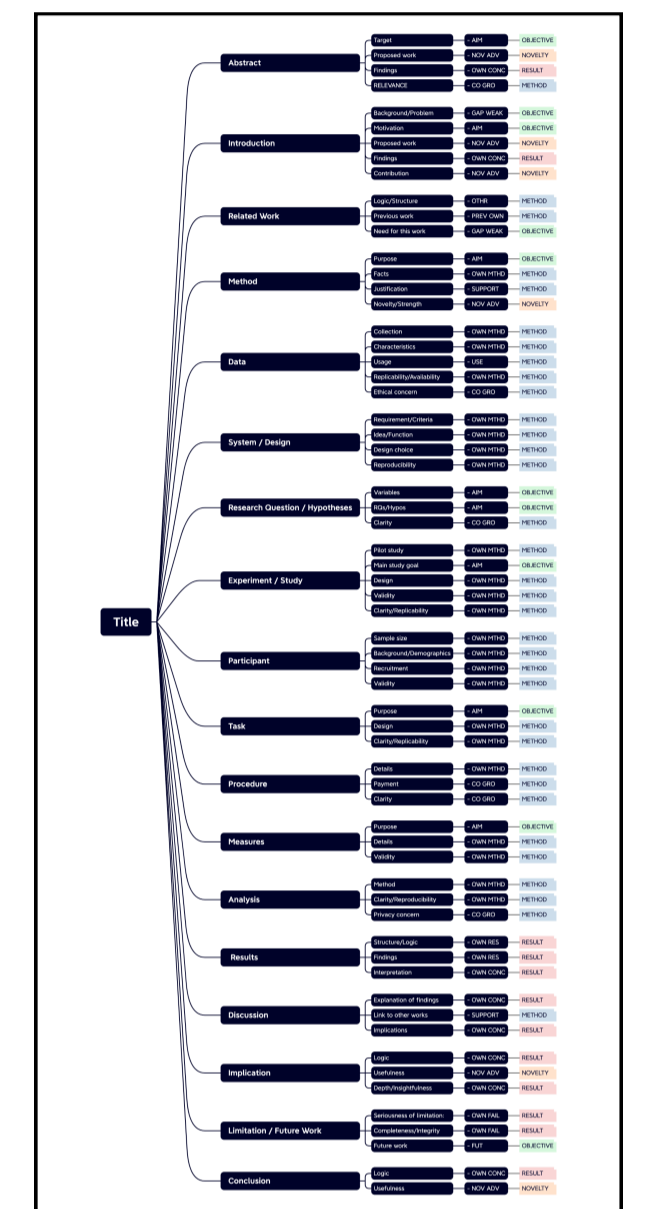 Title
Abstract
Target - AIM OBJECTIVE
Proposed work - NOV ADV NOVELTY
Findings - OWN CONC RESULT
RELEVANCE - CO GRO METHOD
Introduction
Background/Problem - GAP WEAK OBJECTIVE
Motivation - AIM OBJECTIVE
Proposed work - NOV ADV NOVELTY
Findings - OWN CONC RESULT
Contribution - NOV ADV NOVELTY
Related Work
Logic/Structure - OTHR METHOD
Previous work - PREV OWN METHOD
Need for this work - GAP WEAK OBJECTIVE
Method
Purpose - AIM OBJECTIVE
Facts - OWN MTHD METHOD
Justification - SUPPORT METHOD
Novelty/Strength - NOV ADV NOVELTY
Data
Collection - OWN MTHD METHOD
Characteristics - OWN MTHD METHOD
Usage - USE METHOD
Replicability/Availability - OWN MTHD METHOD
Ethical concern - CO GRO METHOD
System / Design
Requirement/Criteria - OWN MTHD METHOD
Idea/Function - OWN MTHD METHOD
Design choice - OWN MTHD METHOD
Reproducibility - OWN MTHD METHOD
Research Question / Hypotheses
Variables - AIM OBJECTIVE
RQs/Hypos - AIM OBJECTIVE
Clarity - CO GRO METHOD
Experiment / Study
Pilot study - OWN MTHD METHOD
Main study goal - AIM OBJECTIVE
Design - OWN MTHD METHOD
Validity - OWN MTHD METHOD
Clarity/Replicability - OWN MTHD METHOD
Participant
Sample size - OWN MTHD METHOD
Background/Demographics - OWN MTHD METHOD
Recruitment - OWN MTHD METHOD
Validity - OWN MTHD METHOD
Task
Purpose - AIM OBJECTIVE
Design - OWN MTHD METHOD
Clarity/Replicability - OWN MTHD METHOD
Procedure
Details - OWN MTHD METHOD
Payment - CO GRO METHOD
Clarity - CO GRO METHOD
Measures
Purpose - AIM OBJECTIVE
Details - OWN MTHD METHOD
Validity - OWN MTHD METHOD
Analysis
Method - OWN MTHD METHOD
Clarity/Reproducibility - OWN MTHD METHOD
Privacy concern - CO GRO METHOD
Results
Structure/Logic - OWN RES RESULT
Findings - OWN RES RESULT
Interpretation - OWN CONC RESULT
Discussion
Explanation of findings - OWN CONC RESULT
Link to other works - SUPPORT METHOD
Implications - OWN CONC RESULT
Implication
Logic - OWN CONC RESULT
Usefulness - NOV ADV NOVELTY
Depth/Insightfulness - OWN CONC RESULT
Limitation / Future Work
Seriousness of limitation: - OWN FAIL RESULT
Completeness/Integrity - OWN FAIL RESULT
Future work - FUT OBJECTIVE
Conclusion
Logic - OWN CONC RESULT
Usefulness - NOV ADV NOVELTY